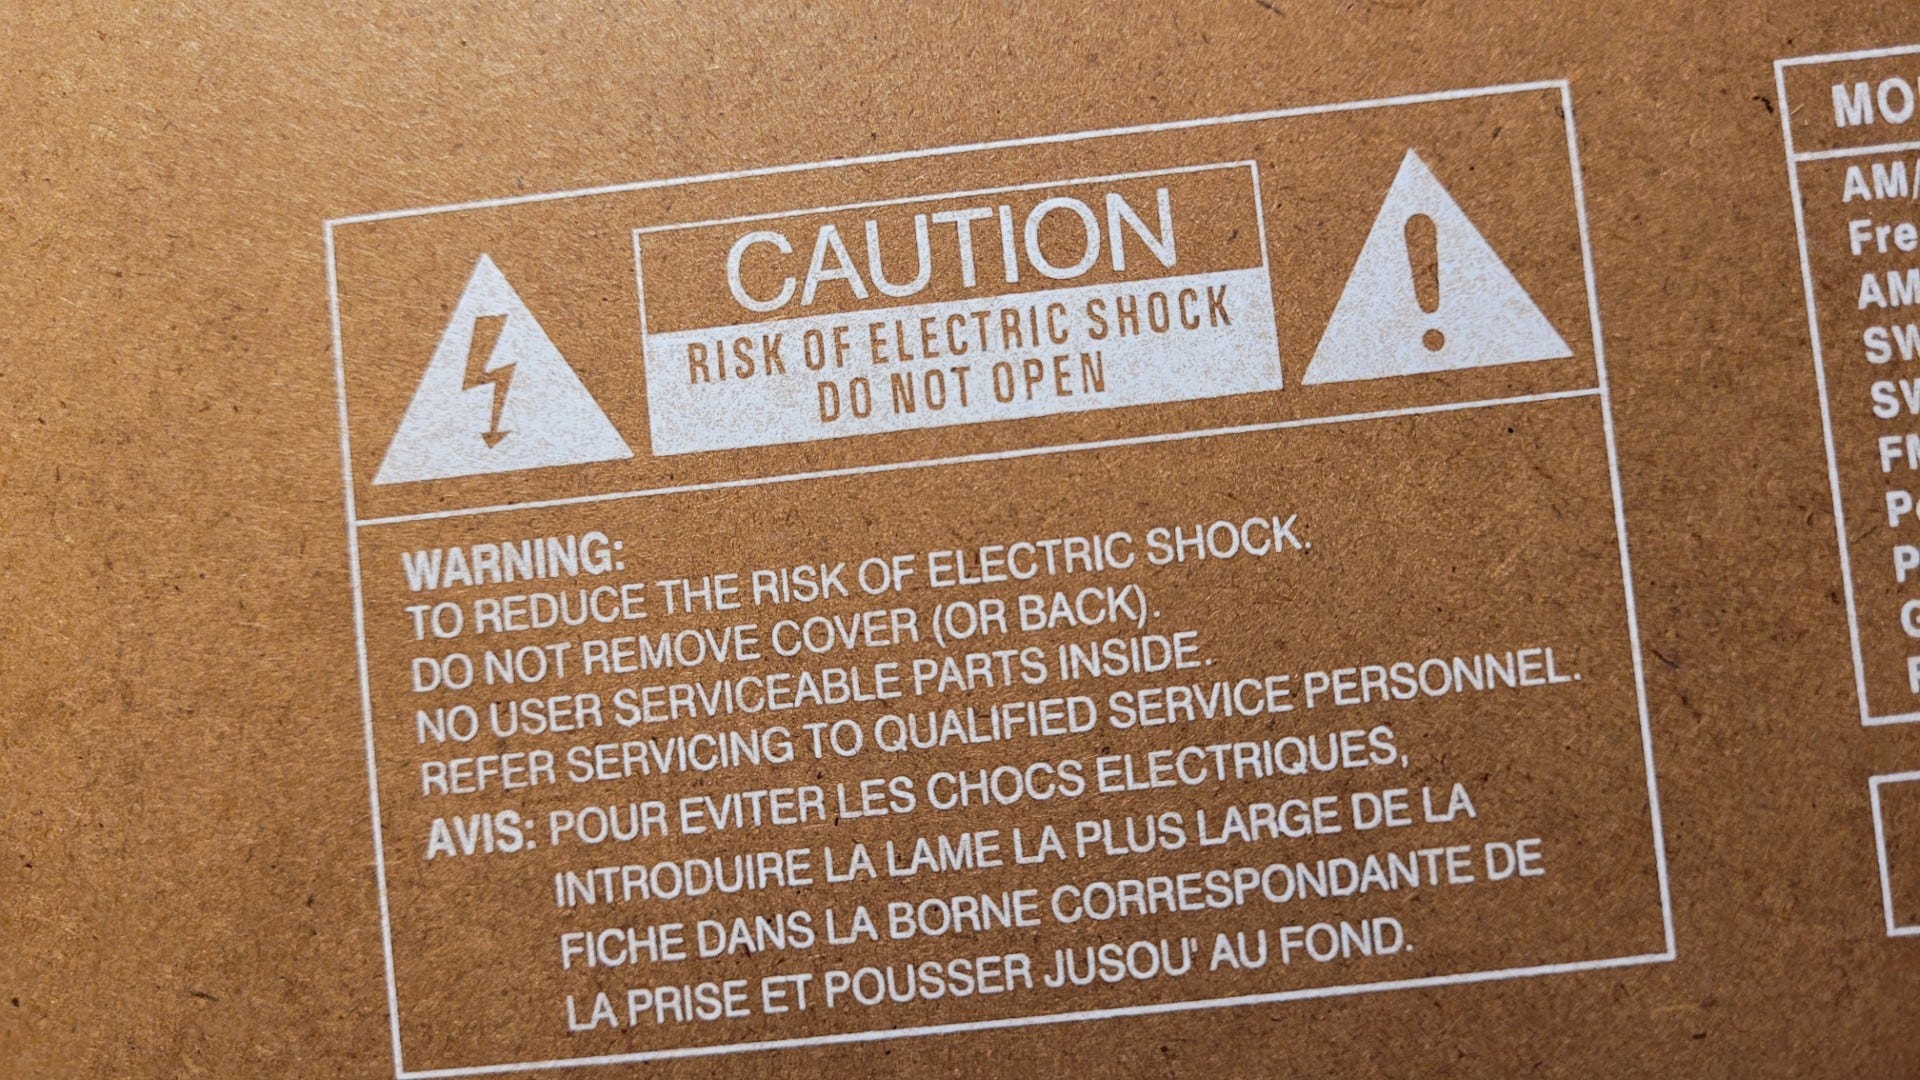 CAUTION
RISK OF ELECTRIC SHOCK
DO NOT OPEN
WARNING:
TO REDUCE THE RISK OF ELECTRIC SHOCK.
DO NOT REMOVE COVER (OR BACK).
NO USER SERVICEABLE PARTS INSIDE.
REFER SERVICING TO QUALIFIED SERVICE PERSONNEL.
AVIS: POUR EVITER LES CHOCS ELECTRIQUES,
INTRODUIRE LA LAME LA PLUS LARGE DE LA
FICHE DANS LA BORNE CORRESPONDANTE DE
LA PRISE ET POUSSER JUSOU' AU FOND.
AM/